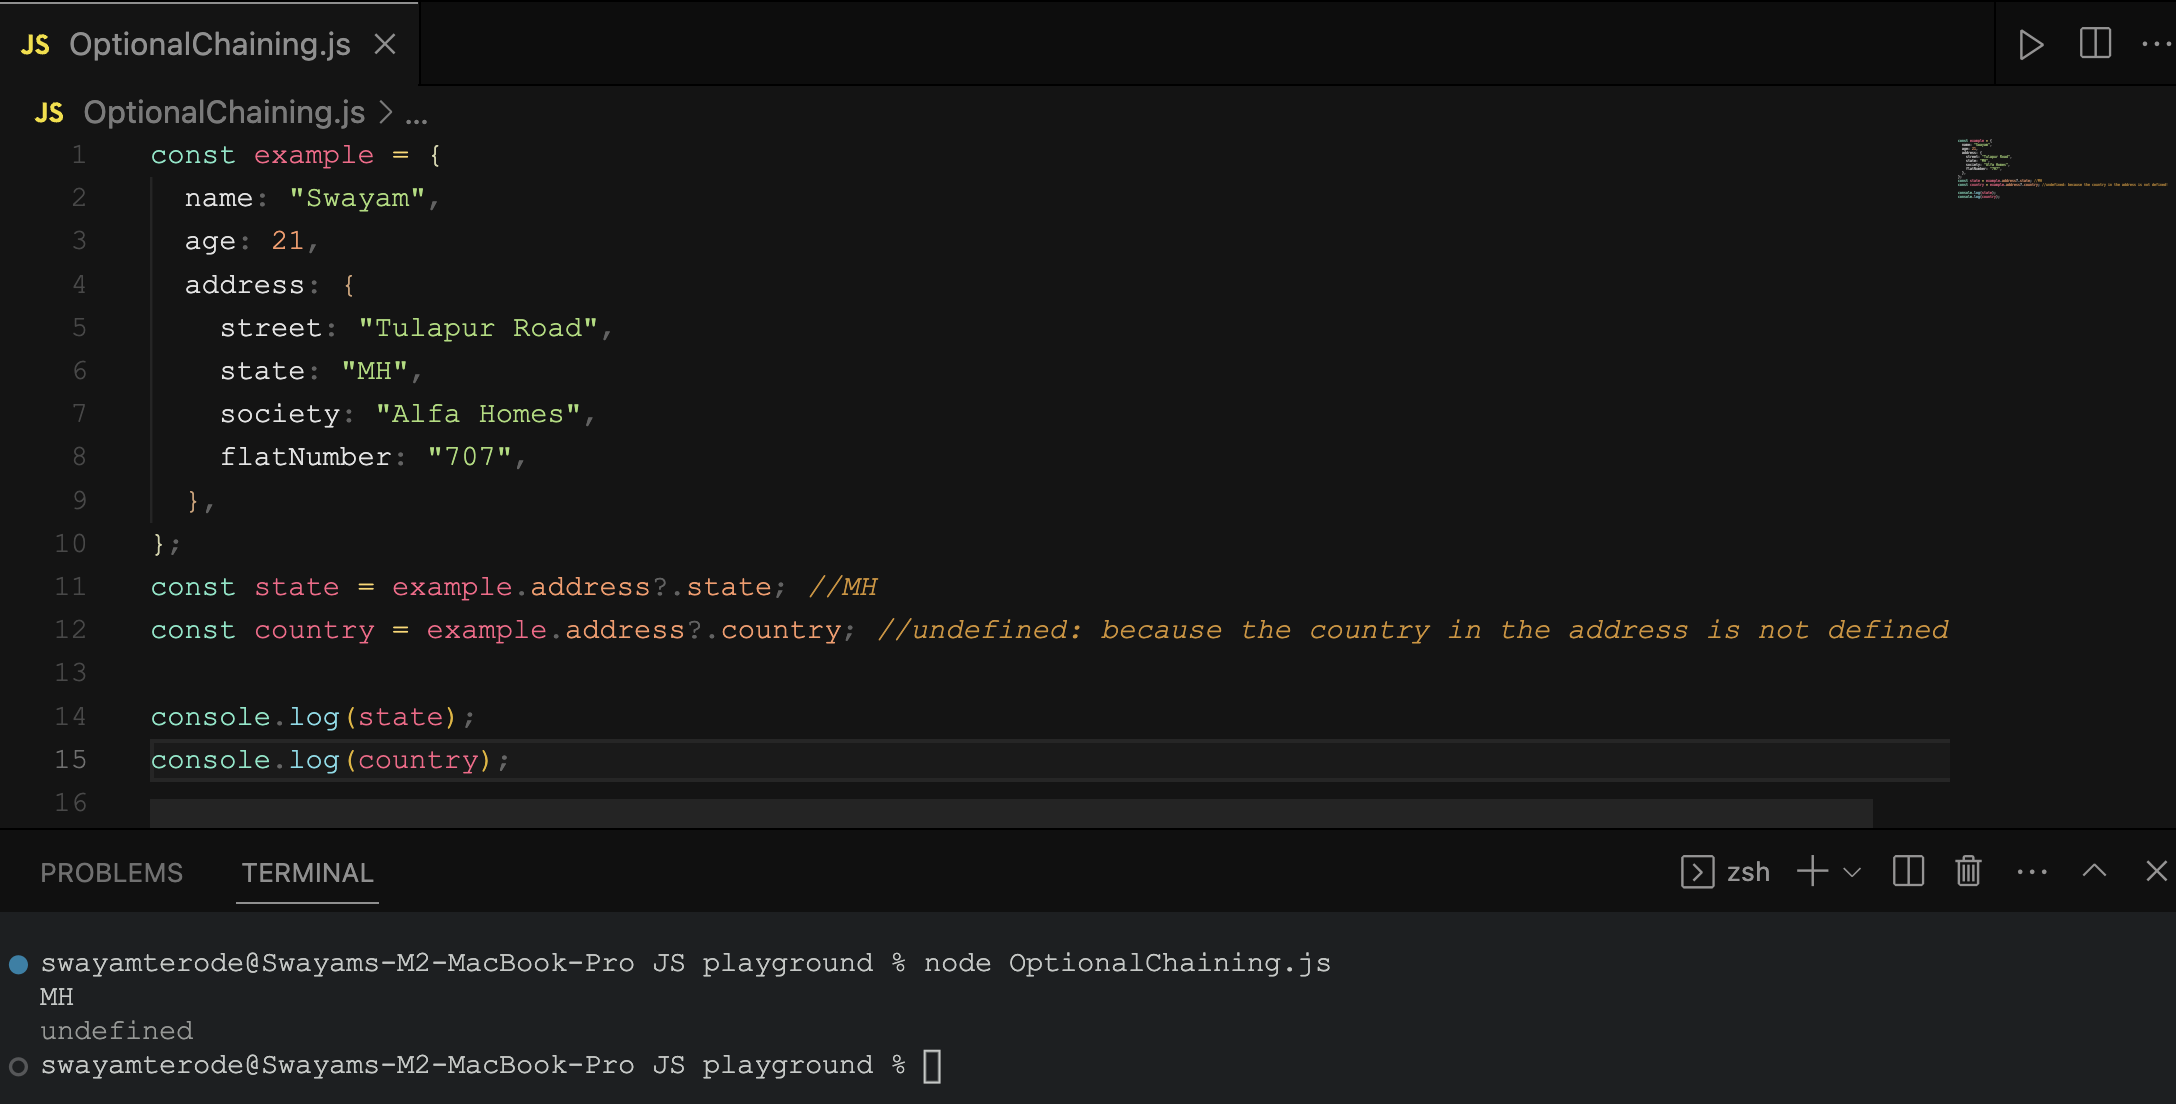 JS OptionalChaining.js
JS OptionalChaining.js > ...
1 const example = {
2   name: "Swayam",
3   age: 21,
4   address: {
5     street: "Tulapur Road",
6     state: "MH",
7     society: "Alfa Homes",
8     flatNumber: "707",
9   },
10 };
11 const state = example.address?.state; //MH
12 const country = example.address?.country; //undefined: because the country in the address is not defined
13
14 console.log(state);
15 console.log(country);
16
PROBLEMS TERMINAL zsh
swayamterode@Swayams-M2-MacBook-Pro JS playground % node OptionalChaining.js
MH
undefined
swayamterode@Swayams-M2-MacBook-Pro JS playground %